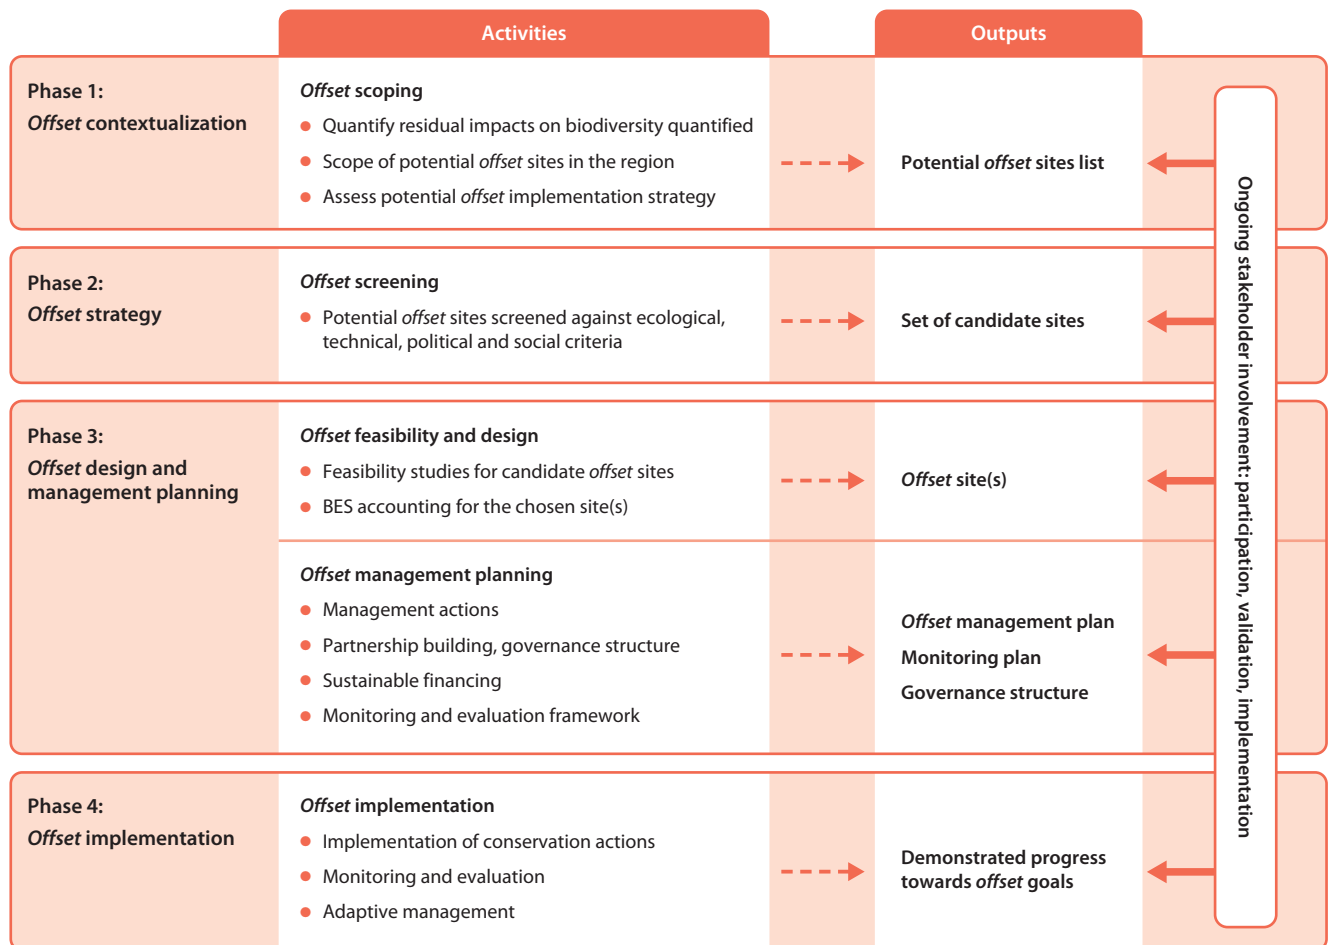 Activities
Outputs
Phase 1:
Offset contextualization
Offset scoping
Quantify residual impacts on biodiversity quantified
Scope of potential offset sites in the region
Assess potential offset implementation strategy
Potential offset sites list
Phase 2:
Offset strategy
Offset screening
Potential offset sites screened against ecological,
technical, political and social criteria
Set of candidate sites
Phase 3:
Offset design and
management planning
Offset feasibility and design
Feasibility studies for candidate offset sites
BES accounting for the chosen site(s)
Offset site(s)
Offset management planning
Management actions
Partnership building, governance structure
Sustainable financing
Monitoring and evaluation framework
Offset management plan
Monitoring plan
Governance structure
Phase 4:
Offset implementation
Offset implementation
Implementation of conservation actions
Monitoring and evaluation
Adaptive management
Demonstrated progress
towards offset goals
Ongoing stakeholder involvement: participation, validation, implementation